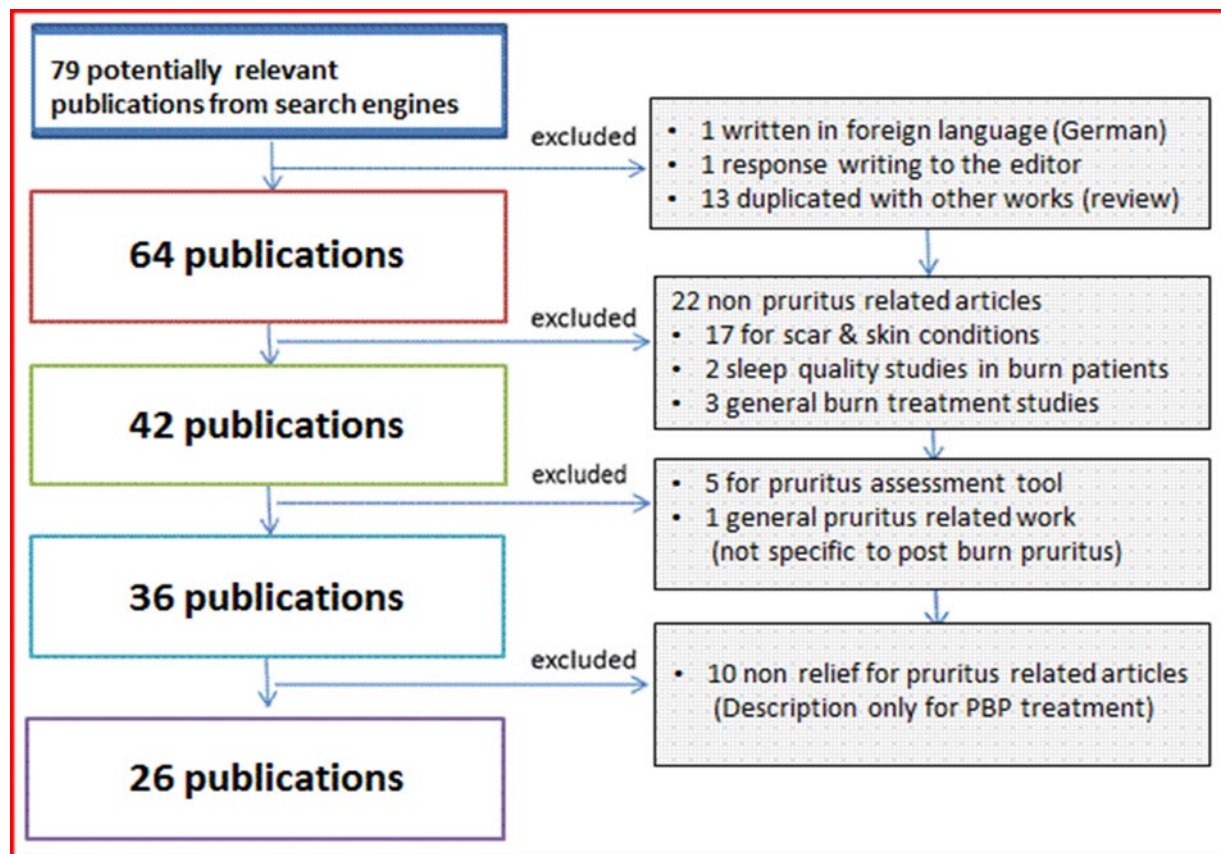 79 potentially relevant
publications from search engines
excluded
• 1 written in foreign language (German)
• 1 response writing to the editor
• 13 duplicated with other works (review)
64 publications
excluded
22 non pruritus related articles
• 17 for scar & skin conditions
• 2 sleep quality studies in burn patients
• 3 general burn treatment studies
42 publications
excluded
• 5 for pruritus assessment tool
• 1 general pruritus related work
(not specific to post burn pruritus)
36 publications
excluded
• 10 non relief for pruritus related articles
(Description only for PBP treatment)
26 publications